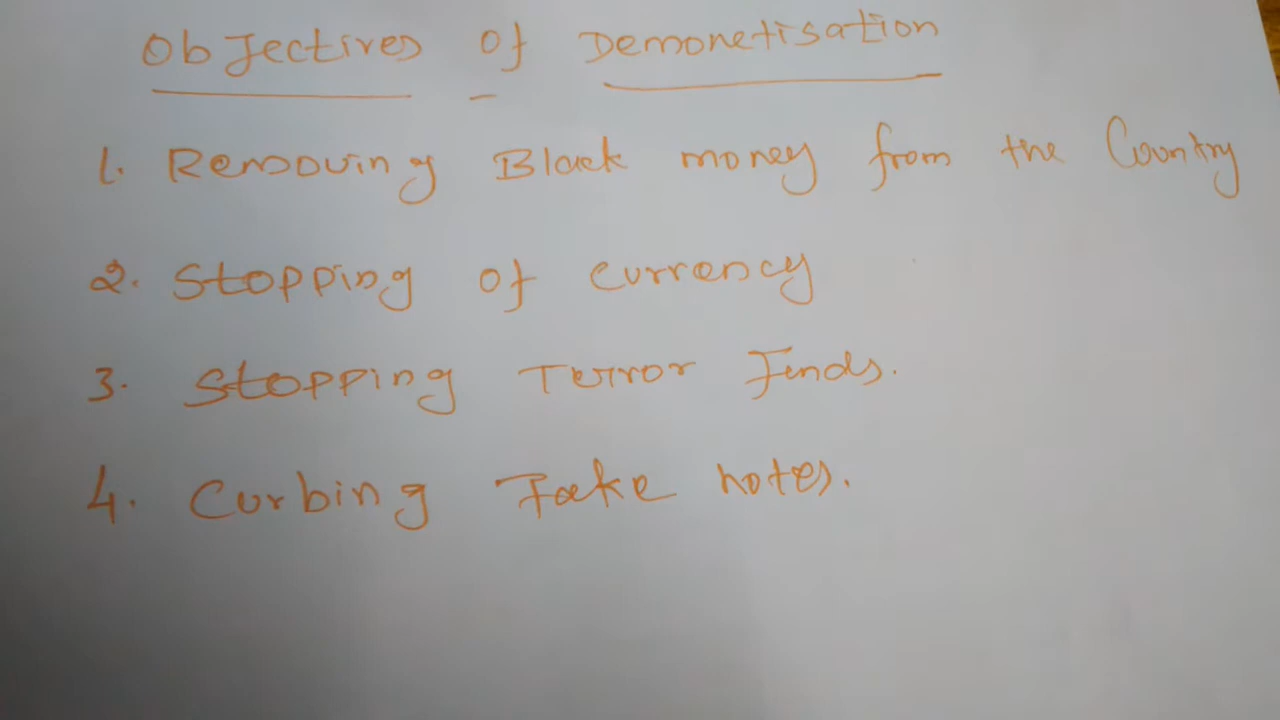 Objectives of Demonetisation
1. Removing Black money from the Country
2. Stopping of currency
3. Stopping Terror Funds.
4. Curbing Fake notes.